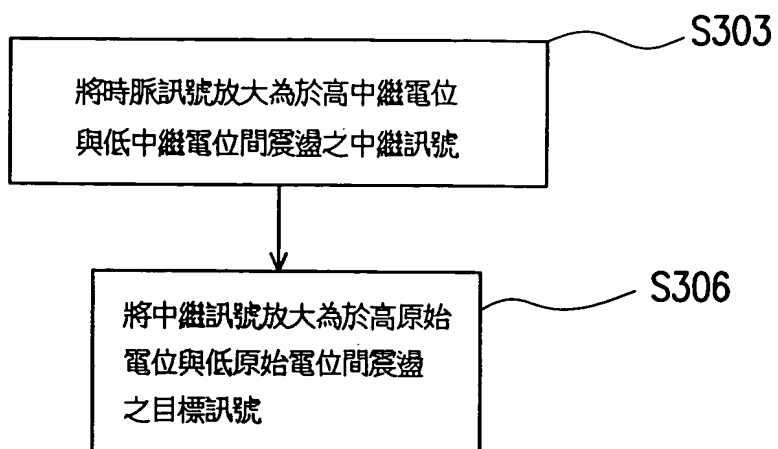 S303
將時脈訊號放大為於高中繼電位
與低中繼電位間震盪之中繼訊號
S306
將中繼訊號放大為於高原始
電位與低原始電位間震盪
之目標訊號